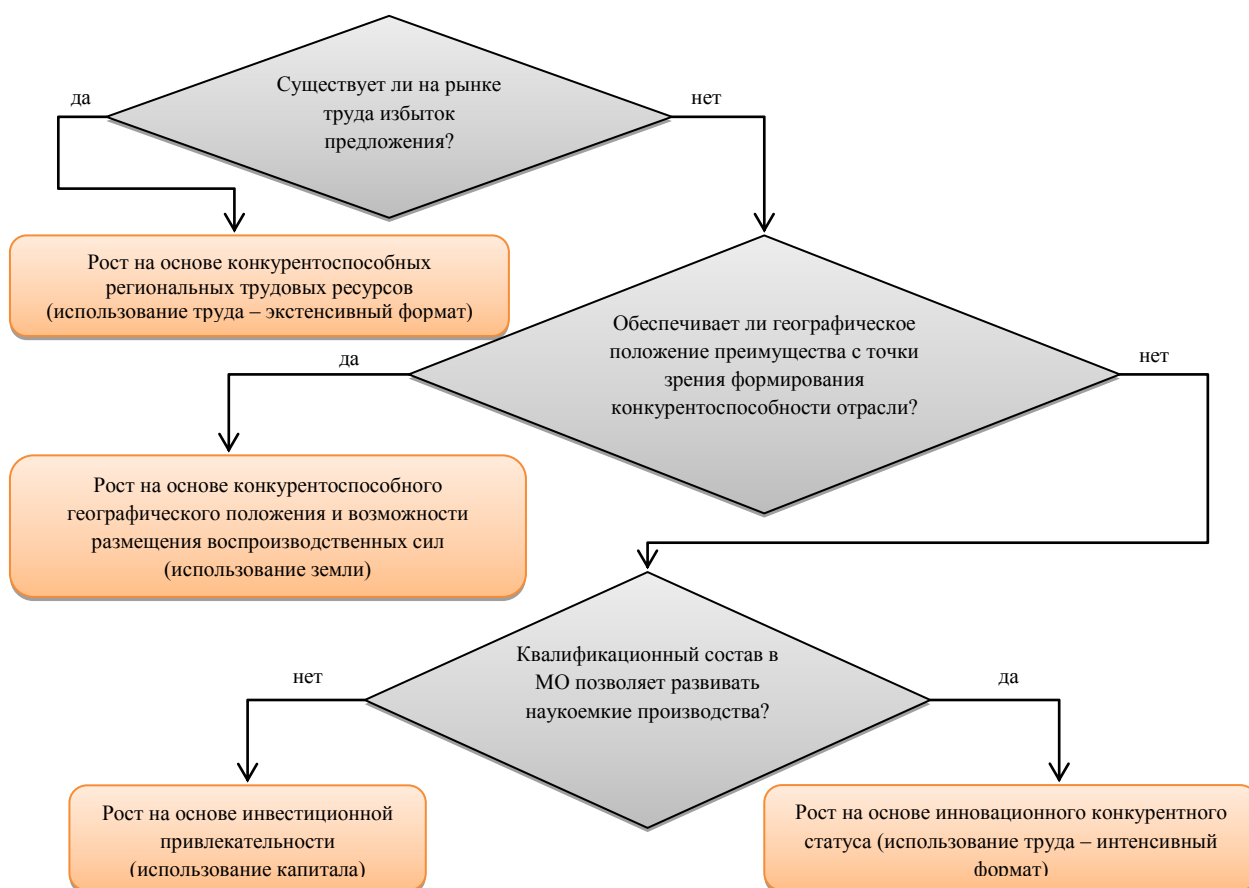 Существует ли на рынке
труда избыток
предложения?
да
нет
Рост на основе конкурентоспособных
региональных трудовых ресурсов
(использование труда – экстенсивный формат)
Обеспечивает ли географическое
положение преимущества с точки
зрения формирования
конкурентоспособности отрасли?
да
нет
Рост на основе конкурентоспособного
географического положения и возможности
размещения воспроизводственных сил
(использование земли)
Квалификационный состав в
МО позволяет развивать
наукоемкие производства?
нет
да
Рост на основе инвестиционной
привлекательности
(использование капитала)
Рост на основе инновационного конкурентного
статуса (использование труда – интенсивный
формат)